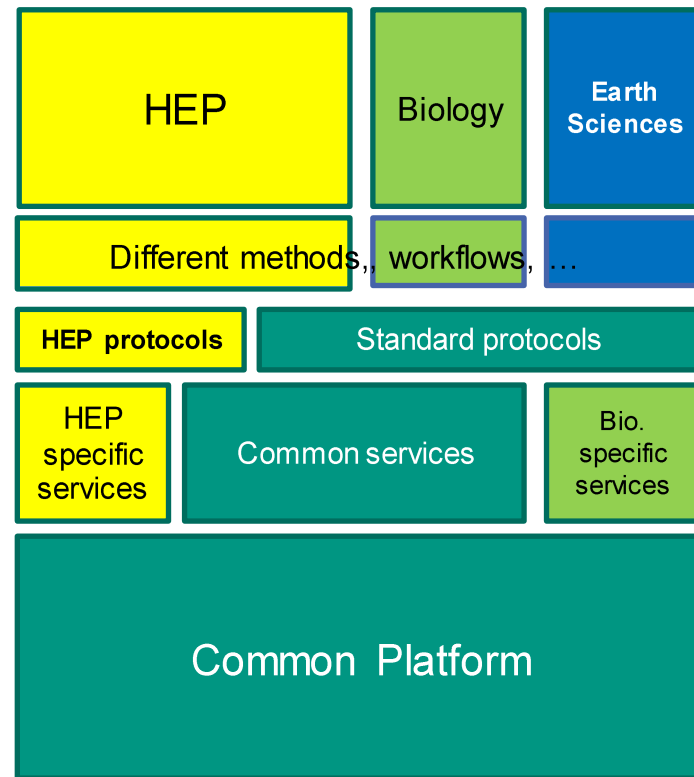 HEP
Biology
Earth
Sciences
Different methods,, workflows, …
HEP protocols
Standard protocols
HEP
specific
services
Common services
Bio.
specific
services
Common Platform